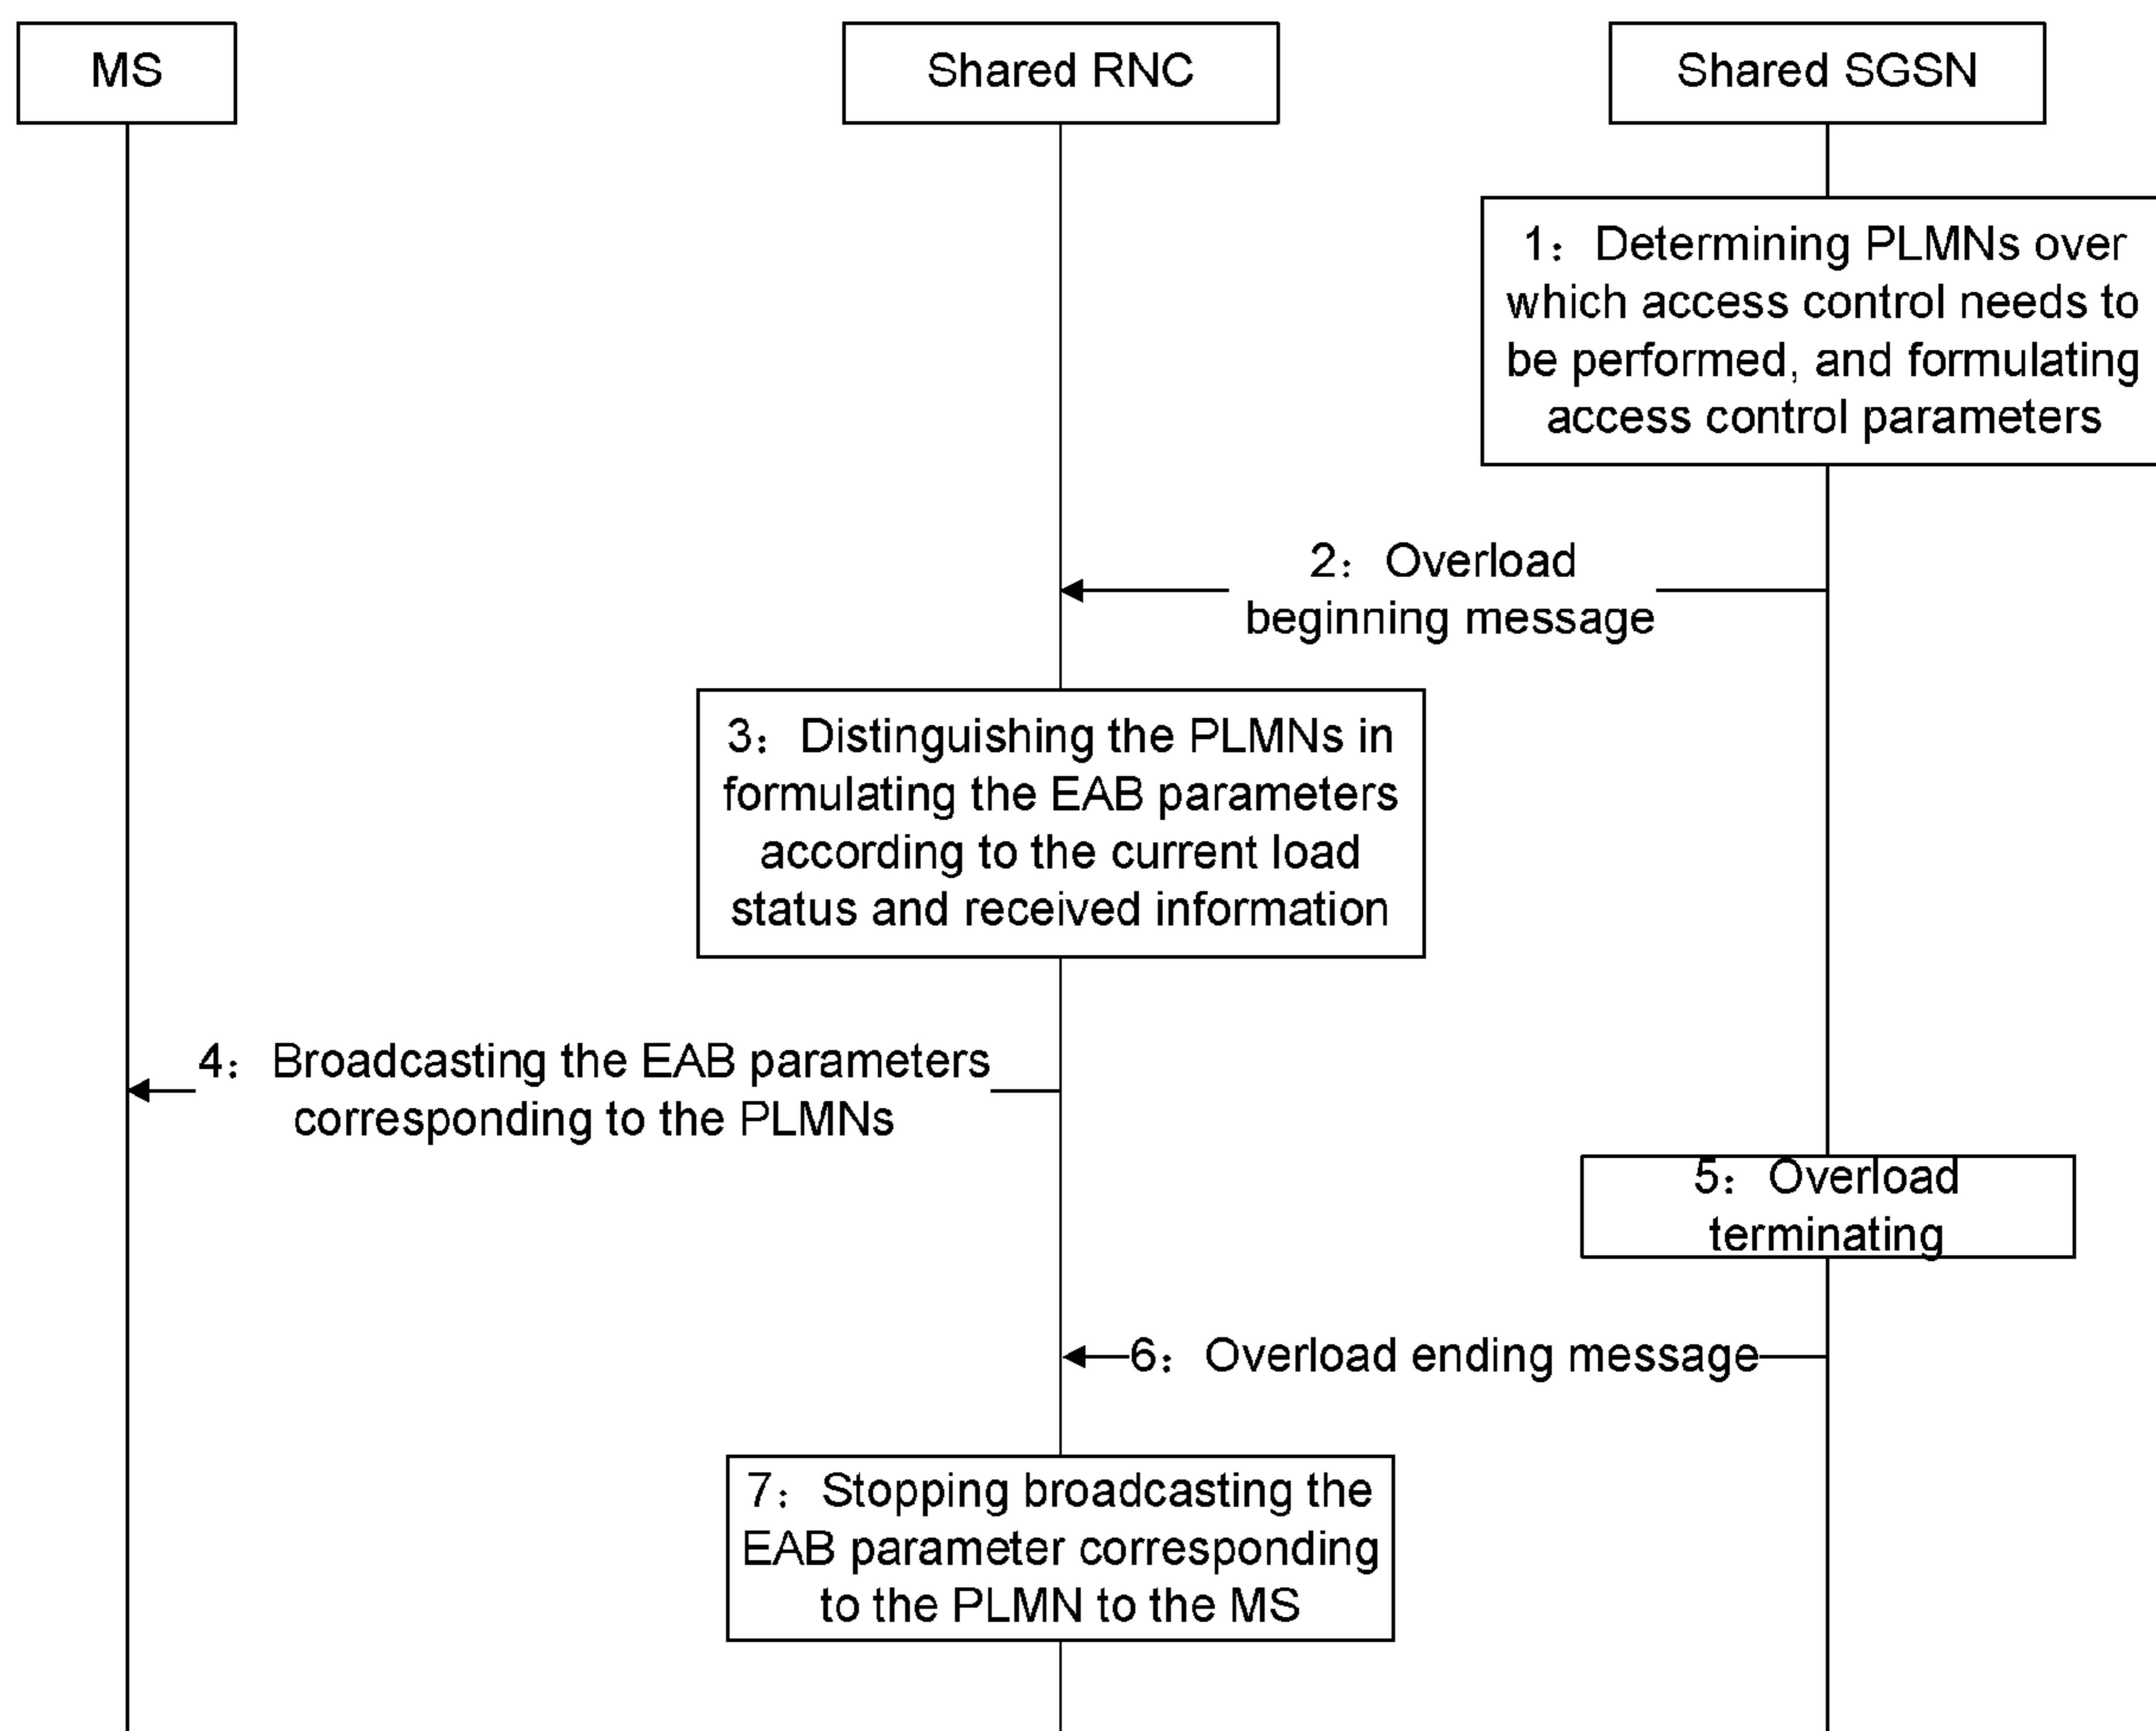 MS
Shared RNC
Shared SGSN
1：Determining PLMNs over
which access control needs to
be performed, and formulating
access control parameters
2：Overload
beginning message
3：Distinguishing the PLMNs in
formulating the EAB parameters
according to the current load
status and received information
4：Broadcasting the EAB parameters
corresponding to the PLMNs
5：Overload
terminating
6：Overload ending message
7：Stopping broadcasting the
EAB parameter corresponding
to the PLMN to the MS